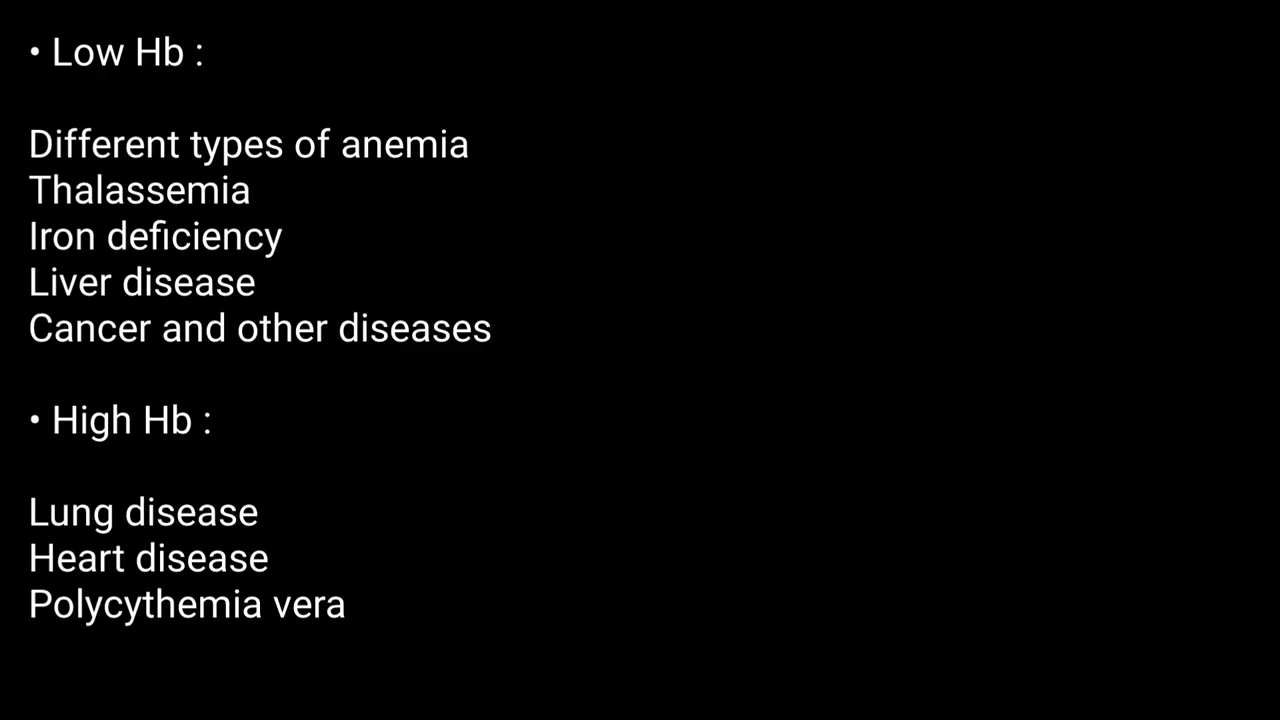 • Low Hb :
Different types of anemia
Thalassemia
Iron deficiency
Liver disease
Cancer and other diseases
• High Hb :
Lung disease
Heart disease
Polycythemia vera